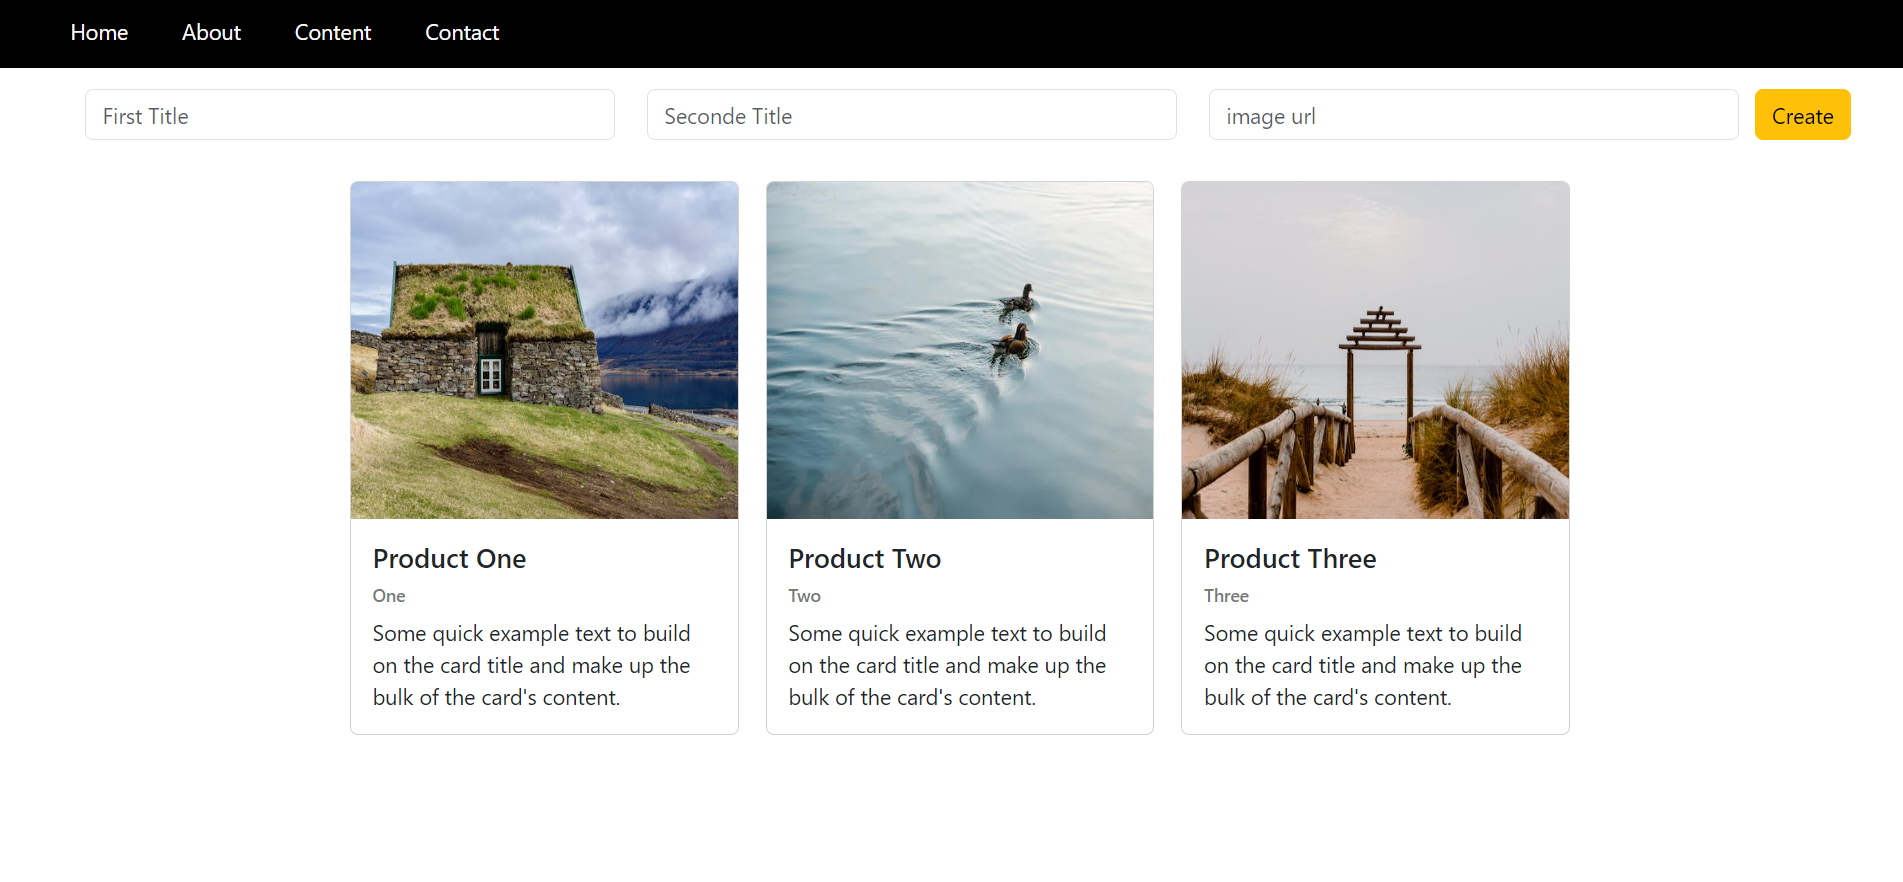 Home About Content Contact
First Title Seconde Title image url Create
Product One
One
Some quick example text to build
on the card title and make up the
bulk of the card's content.
Product Two
Two
Some quick example text to build
on the card title and make up the
bulk of the card's content.
Product Three
Three
Some quick example text to build
on the card title and make up the
bulk of the card's content.